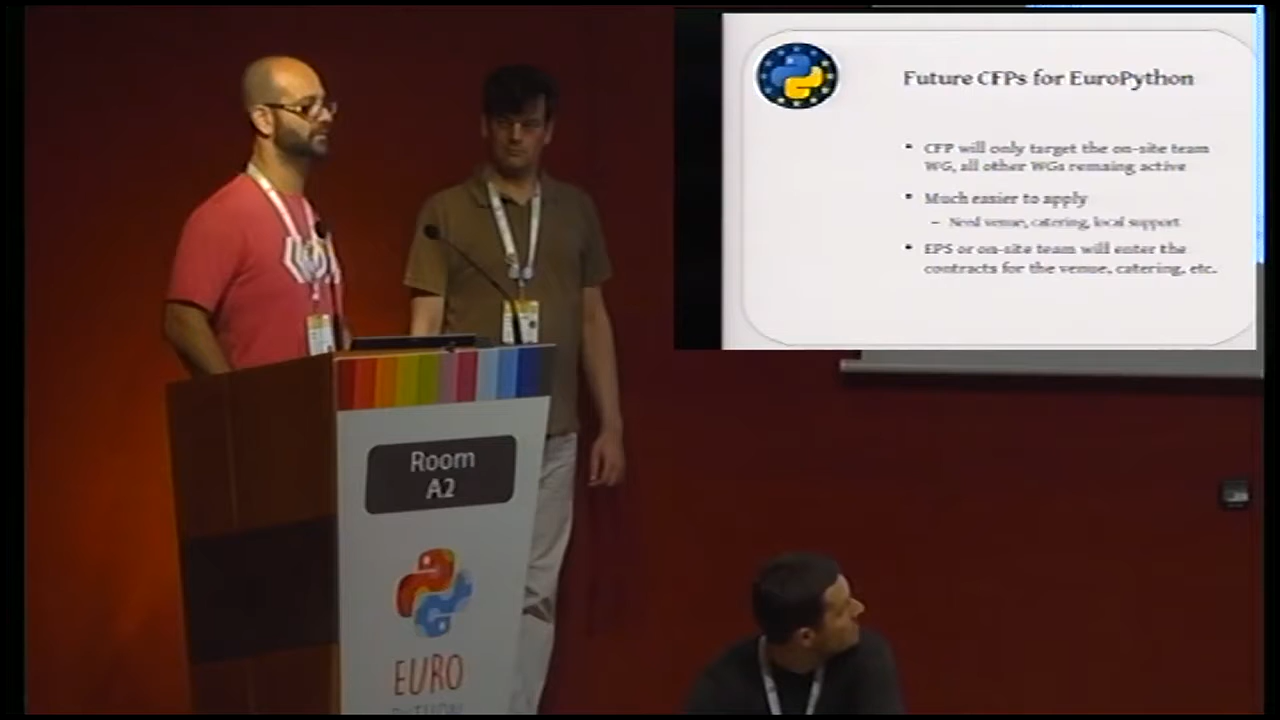 Future CFPs for EuroPython
• CFP will only target the on-site team
WG, all other WGs remaing active
• Much easier to apply
– Need venue, catering, local support
• EPS or on-site team will enter the
contracts for the venue, catering, etc.
Room
A2
EURO
PYTHON